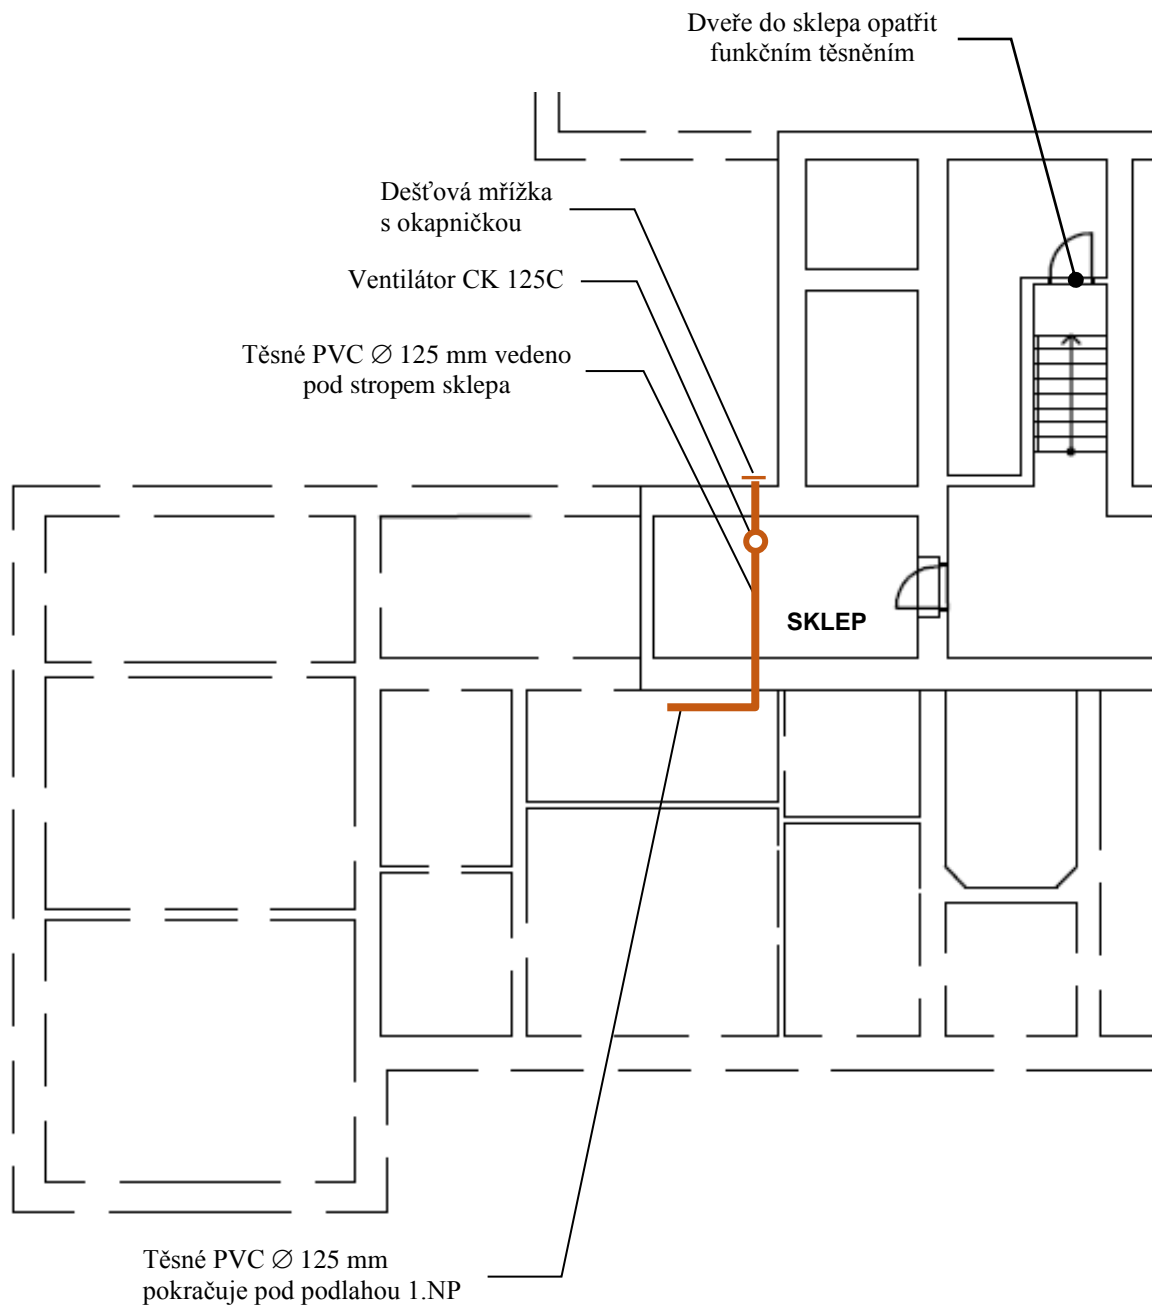 Dveře do sklepa opatřit
funkčním těsněním
Dešťová mřížka
s okapničkou
Ventilátor CK 125C
Těsné PVC ∅ 125 mm vedeno
pod stropem sklepa
SKLEP
Těsné PVC ∅ 125 mm
pokračuje pod podlahou 1.NP